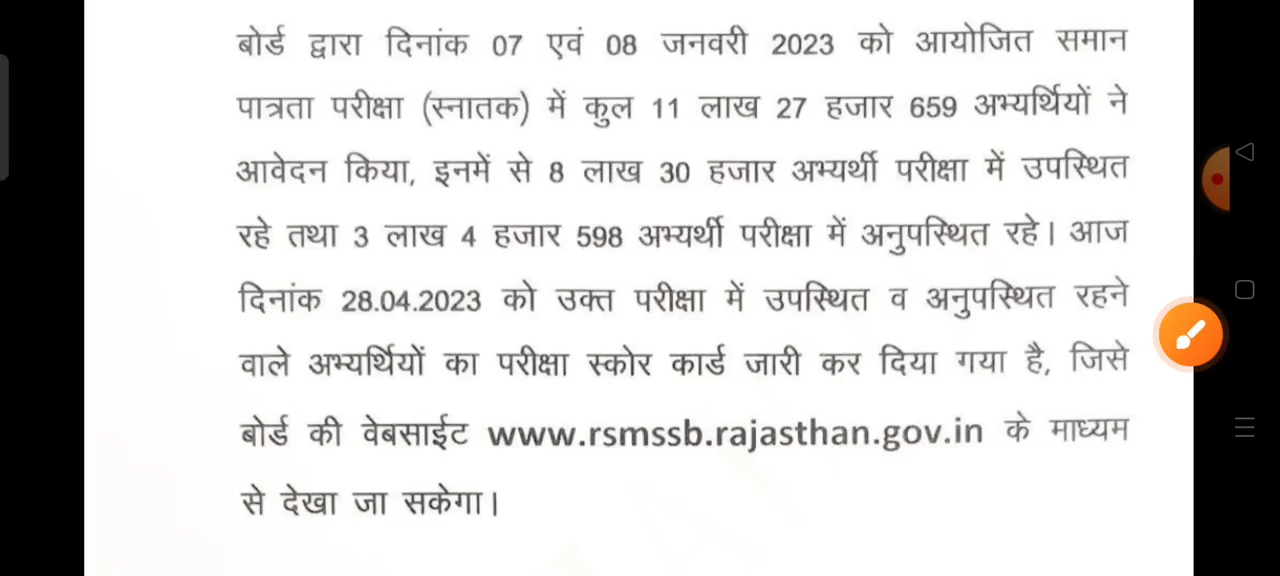 बोर्ड द्वारा दिनांक 07 एवं 08 जनवरी 2023 को आयोजित समान
पात्रता परीक्षा (स्नातक) में कुल 11 लाख 27 हजार 659 अभ्यर्थियों ने
आवेदन किया, इनमें से 8 लाख 30 हजार अभ्यर्थी परीक्षा में उपस्थित
रहे तथा 3 लाख 4 हजार 598 अभ्यर्थी परीक्षा में अनुपस्थित रहे। आज
दिनांक 28.04.2023 को उक्त परीक्षा में उपस्थित व अनुपस्थित रहने
वाले अभ्यर्थियों का परीक्षा स्कोर कार्ड जारी कर दिया गया है, जिसे
बोर्ड की वेबसाईट www.rsmssb.rajasthan.gov.in के माध्यम
से देखा जा सकेगा।